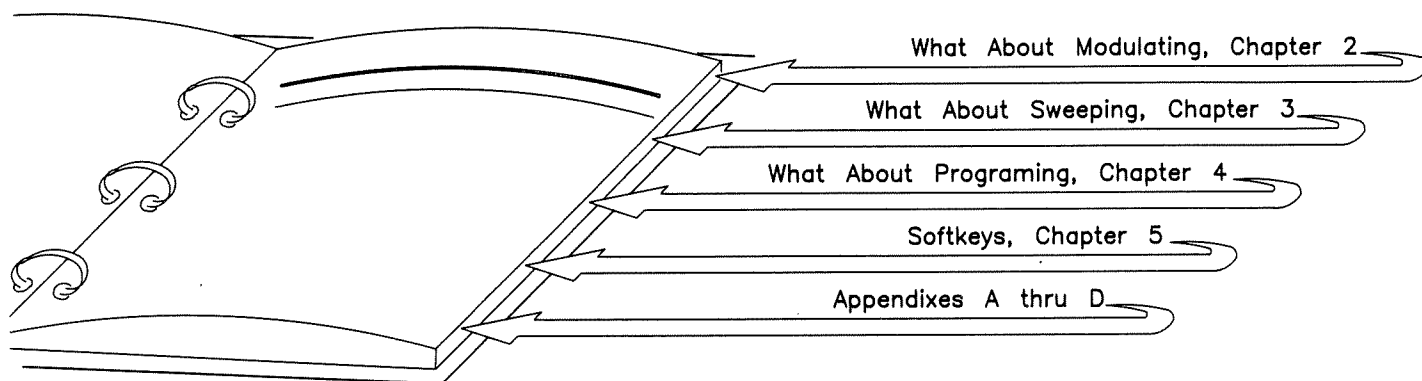 What About Modulating, Chapter 2
What About Sweeping, Chapter 3
What About Programing, Chapter 4
Softkeys, Chapter 5
Appendixes A thru D